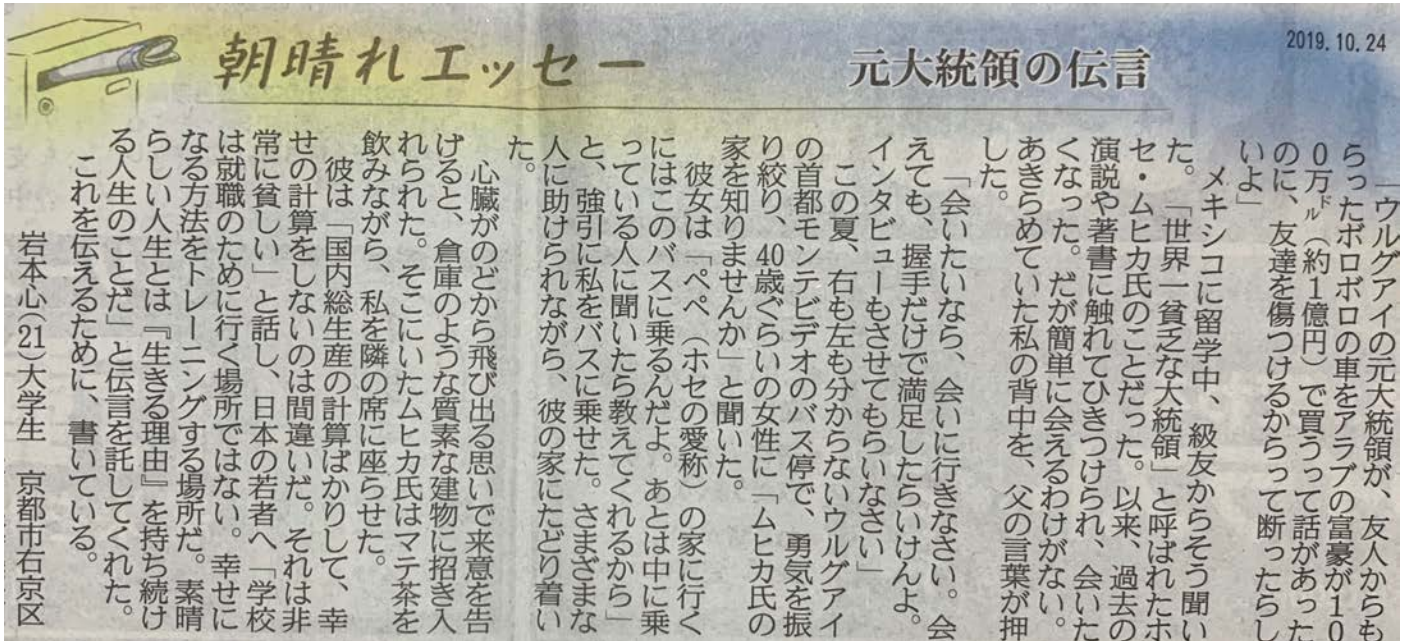 朝晴れエッセー
元大統領の伝言
2019.10.24
「ウルグアイの元大統領が、友人からも
らったボロボロの車をアラブの富豪が10
0万㌦（約1億円）で買うって話があった
のに、友達を傷つけるからって断ったらし
いよ」
メキシコに留学中、級友からそう聞い
た。「世界一貧乏な大統領」と呼ばれたホ
セ・ムヒカ氏のことだった。以来、過去の
演説や著書に触れてひきつけられ、会いた
くなった。だが簡単に会えるわけがない。
あきらめていた私の背中を、父の言葉が押
した。
「会いたいなら、会いに行きなさい。会
えても、握手だけで満足したらいけんよ。
インタビューもさせてもらいなさい」
この夏、右も左も分からないウルグアイ
の首都モンテビデオのバス停で、勇気を振
り絞り、40歳ぐらいの女性に「ムヒカ氏の
家を知りませんか」と聞いた。
彼女は「ペペ（ホセの愛称）の家に行く
にはこのバスに乗るんだよ。あとは中に乗
っている人に聞いたら教えてくれるから」
と、強引に私をバスに乗せた。さまざまな
人に助けられながら、彼の家にたどり着い
た。
心臓がのどから飛び出る思いで来意を告
げると、倉庫のような質素な建物に招き入
れられた。そこにいたムヒカ氏はマテ茶を
飲みながら、私を隣の席に座らせた。
彼は「国内総生産の計算ばかりして、幸
せの計算をしないのは間違いだ。それは非
常に貧しい」と話し、日本の若者へ「学校
は就職のために行く場所ではない。幸せに
なる方法をトレーニングする場所だ。素晴
らしい人生とは『生きる理由』を持ち続け
る人生のことだ」と伝言を託してくれた。
これを伝えるために、書いている。
岩本心(21)大学生　京都市右京区